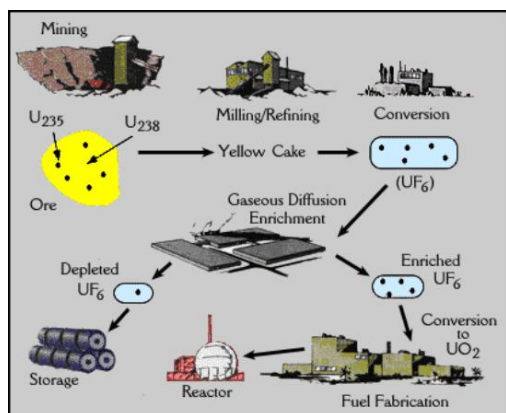 Mining
Milling/Refining
Conversion
U235
U238
Ore
Yellow Cake
(UF6)
Gaseous Diffusion
Enrichment
Depleted
UF6
Enriched
UF6
Storage
Reactor
Conversion
to
UO2
Fuel Fabrication